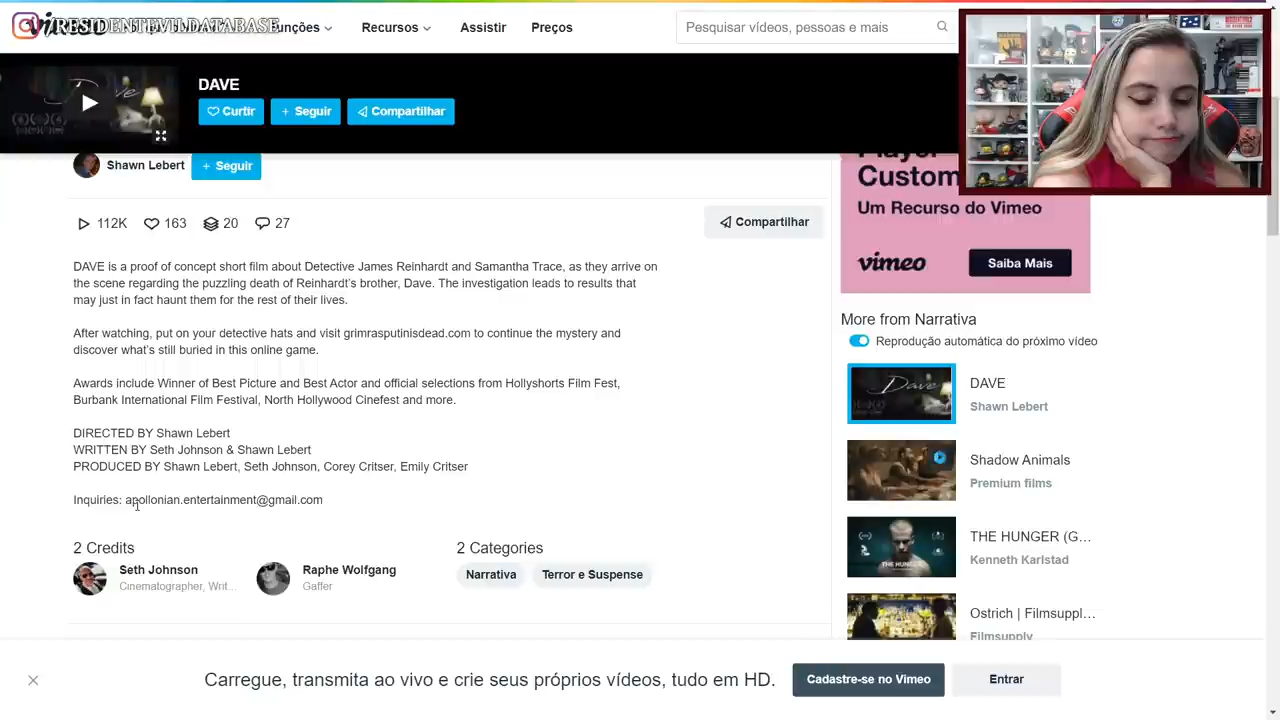 /RESIDENTEVILDATABASE
Funções
Recursos
Assistir
Preços
Pesquisar vídeos, pessoas e mais
DAVE
Curtir
+ Seguir
Compartilhar
Shawn Lebert
+ Seguir
112K
163
20
27
Compartilhar
DAVE is a proof of concept short film about Detective James Reinhardt and Samantha Trace, as they arrive on
the scene regarding the puzzling death of Reinhardt's brother, Dave. The investigation leads to results that
may just in fact haunt them for the rest of their lives.
After watching, put on your detective hats and visit grimrasputinisdead.com to continue the mystery and
discover what's still buried in this online game.
Awards include Winner of Best Picture and Best Actor and official selections from Hollyshorts Film Fest,
Burbank International Film Festival, North Hollywood Cinefest and more.
DIRECTED BY Shawn Lebert
WRITTEN BY Seth Johnson & Shawn Lebert
PRODUCED BY Shawn Lebert, Seth Johnson, Corey Critser, Emily Critser
Inquiries: apollonian.entertainment@gmail.com
2 Credits
Seth Johnson
Cinematographer, Writ...
Raphe Wolfgang
Gaffer
2 Categories
Narrativa
Terror e Suspense
Player
Custom
Um Recurso do Vimeo
vimeo
Saiba Mais
More from Narrativa
Reprodução automática do próximo vídeo
Dave
DAVE
Shawn Lebert
Shadow Animals
Premium films
THE HUNGER
THE HUNGER (G...
Kenneth Karlstad
Ostrich | Filmsuppl...
Filmsupply
Carregue, transmita ao vivo e crie seus próprios vídeos, tudo em HD.
Cadastre-se no Vimeo
Entrar